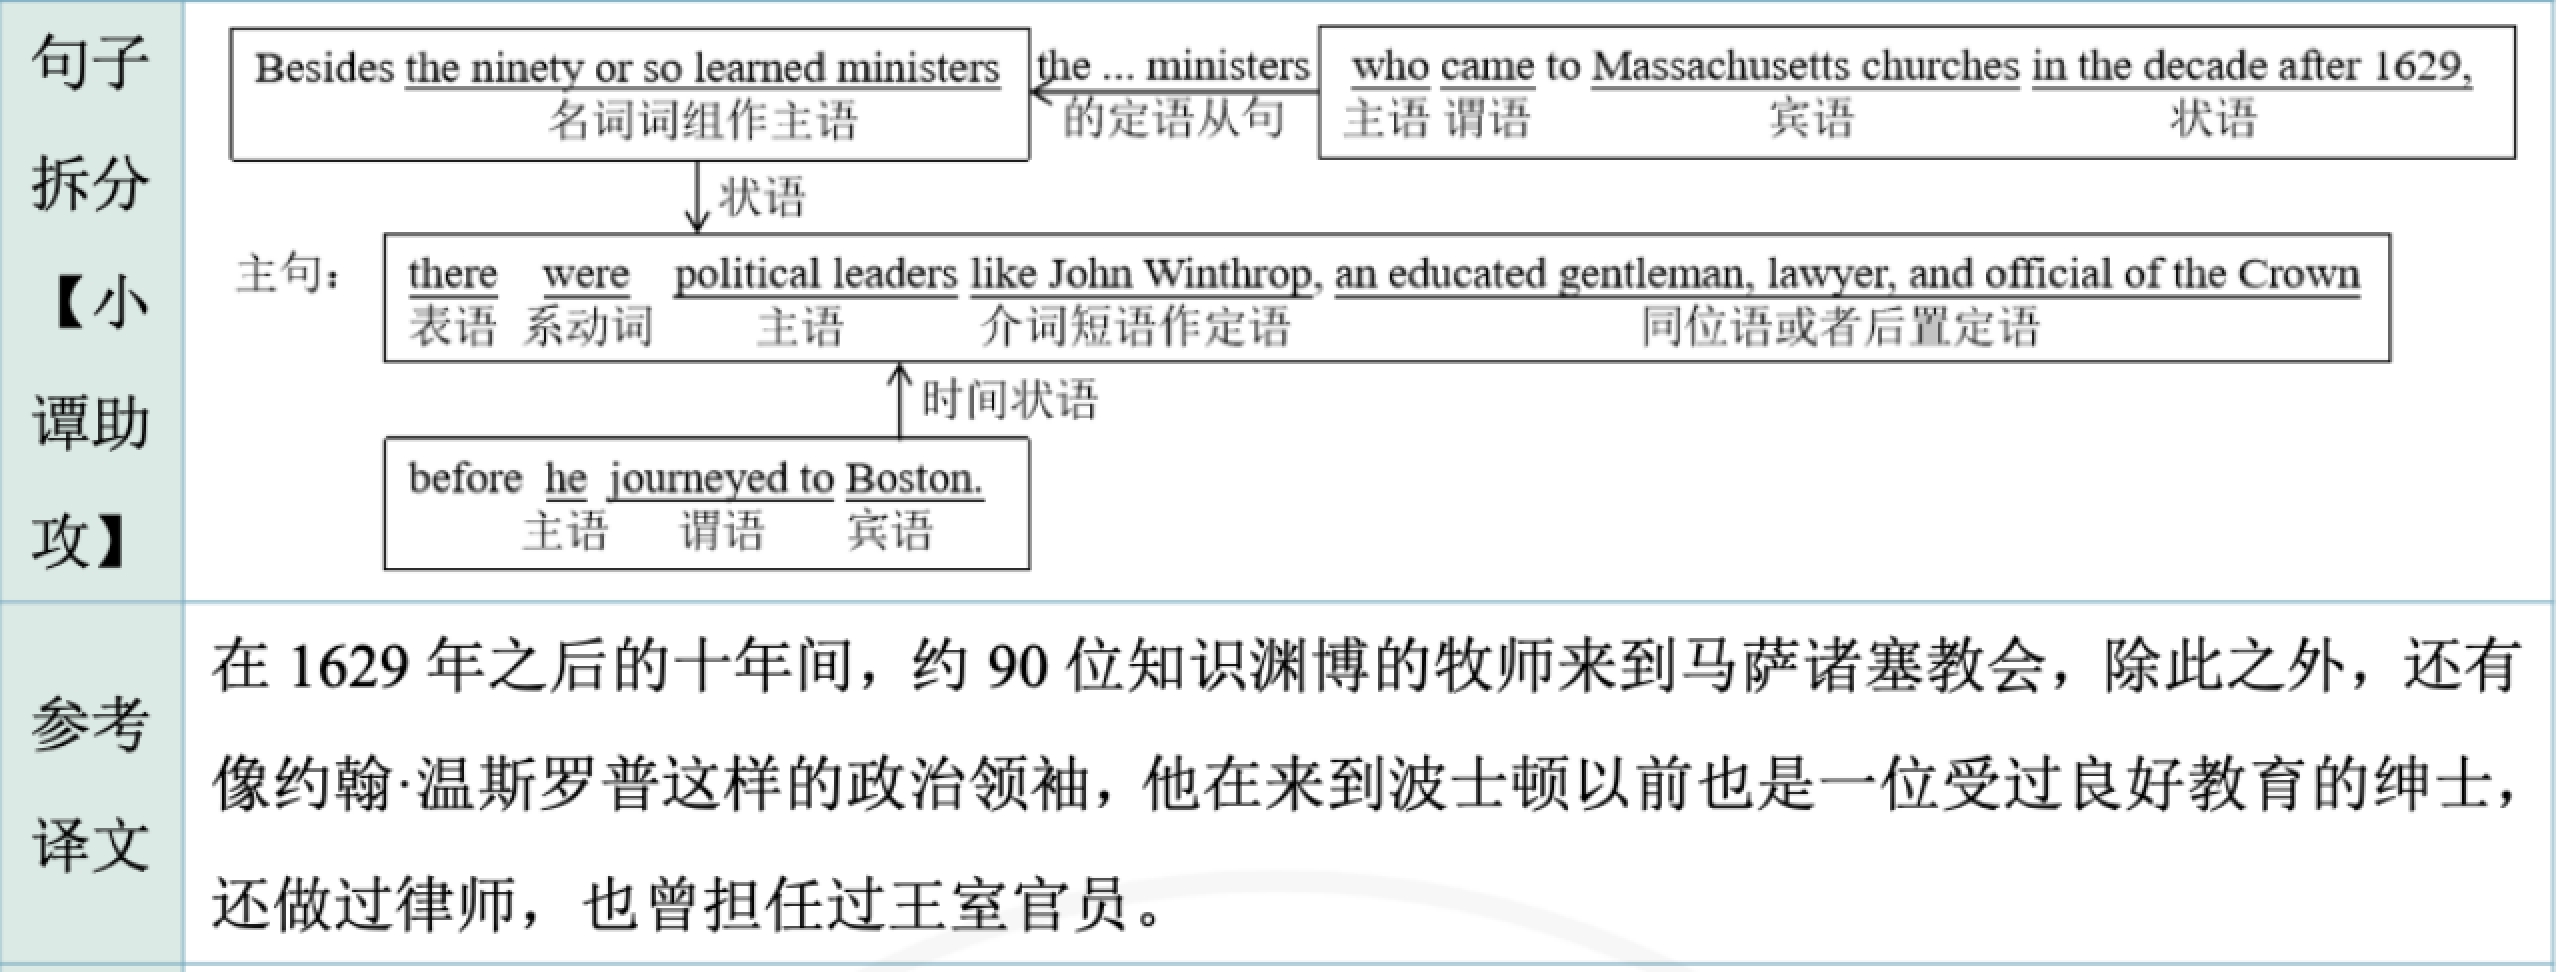 句子
拆分
【小
谭助
攻】
Besides the ninety or so learned ministers
名词词组作主语
the ... ministers
的定语从句
who came to Massachusetts churches in the decade after 1629,
主语 谓语 宾语 状语
状语
主句：
there were political leaders like John Winthrop, an educated gentleman, lawyer, and official of the Crown
表语 系动词 主语 介词短语作定语 同位语或者后置定语
时间状语
before he journeyed to Boston.
主语 谓语 宾语
参考
译文
在 1629 年之后的十年间，约 90 位知识渊博的牧师来到马萨诸塞教会，除此之外，还有
像约翰·温斯罗普这样的政治领袖，他在来到波士顿以前也是一位受过良好教育的绅士，
还做过律师，也曾担任过王室官员。